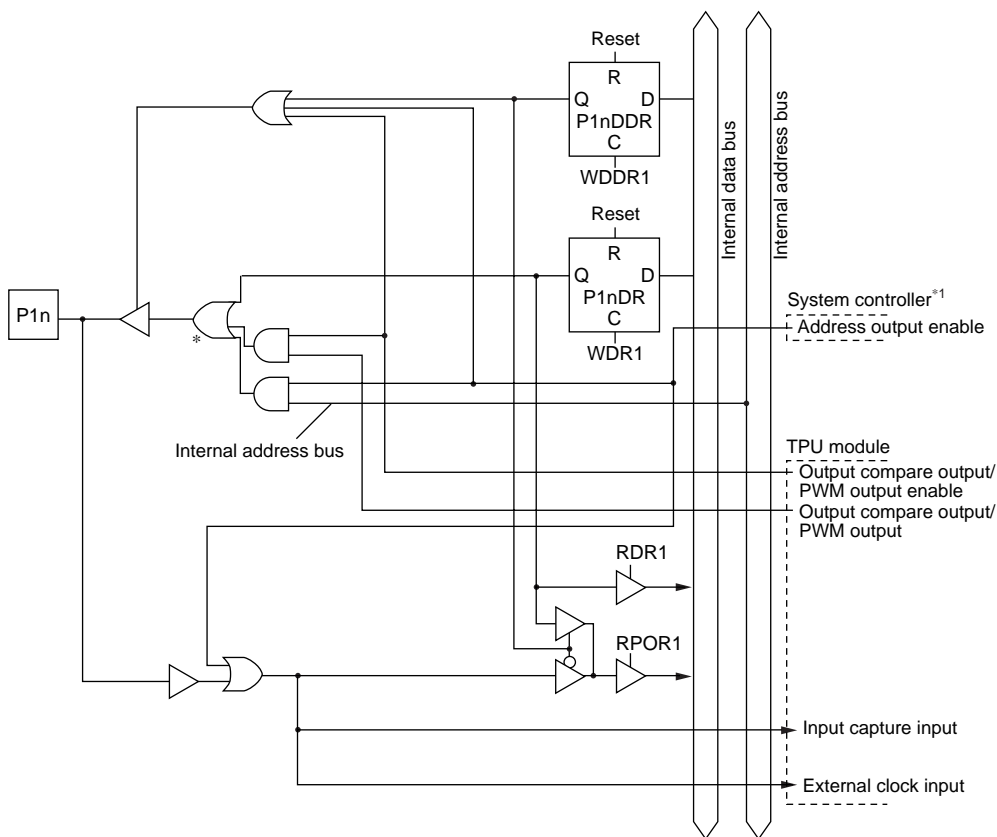 Reset
R
Q D
P1nDDR
C
WDDR1
Reset
R
Q D
P1nDR
C
WDR1
Internal data bus
Internal address bus
P1n
*
System controller*1
Address output enable
Internal address bus
TPU module
Output compare output/
PWM output enable
Output compare output/
PWM output
RDR1
RPOR1
Input capture input
External clock input